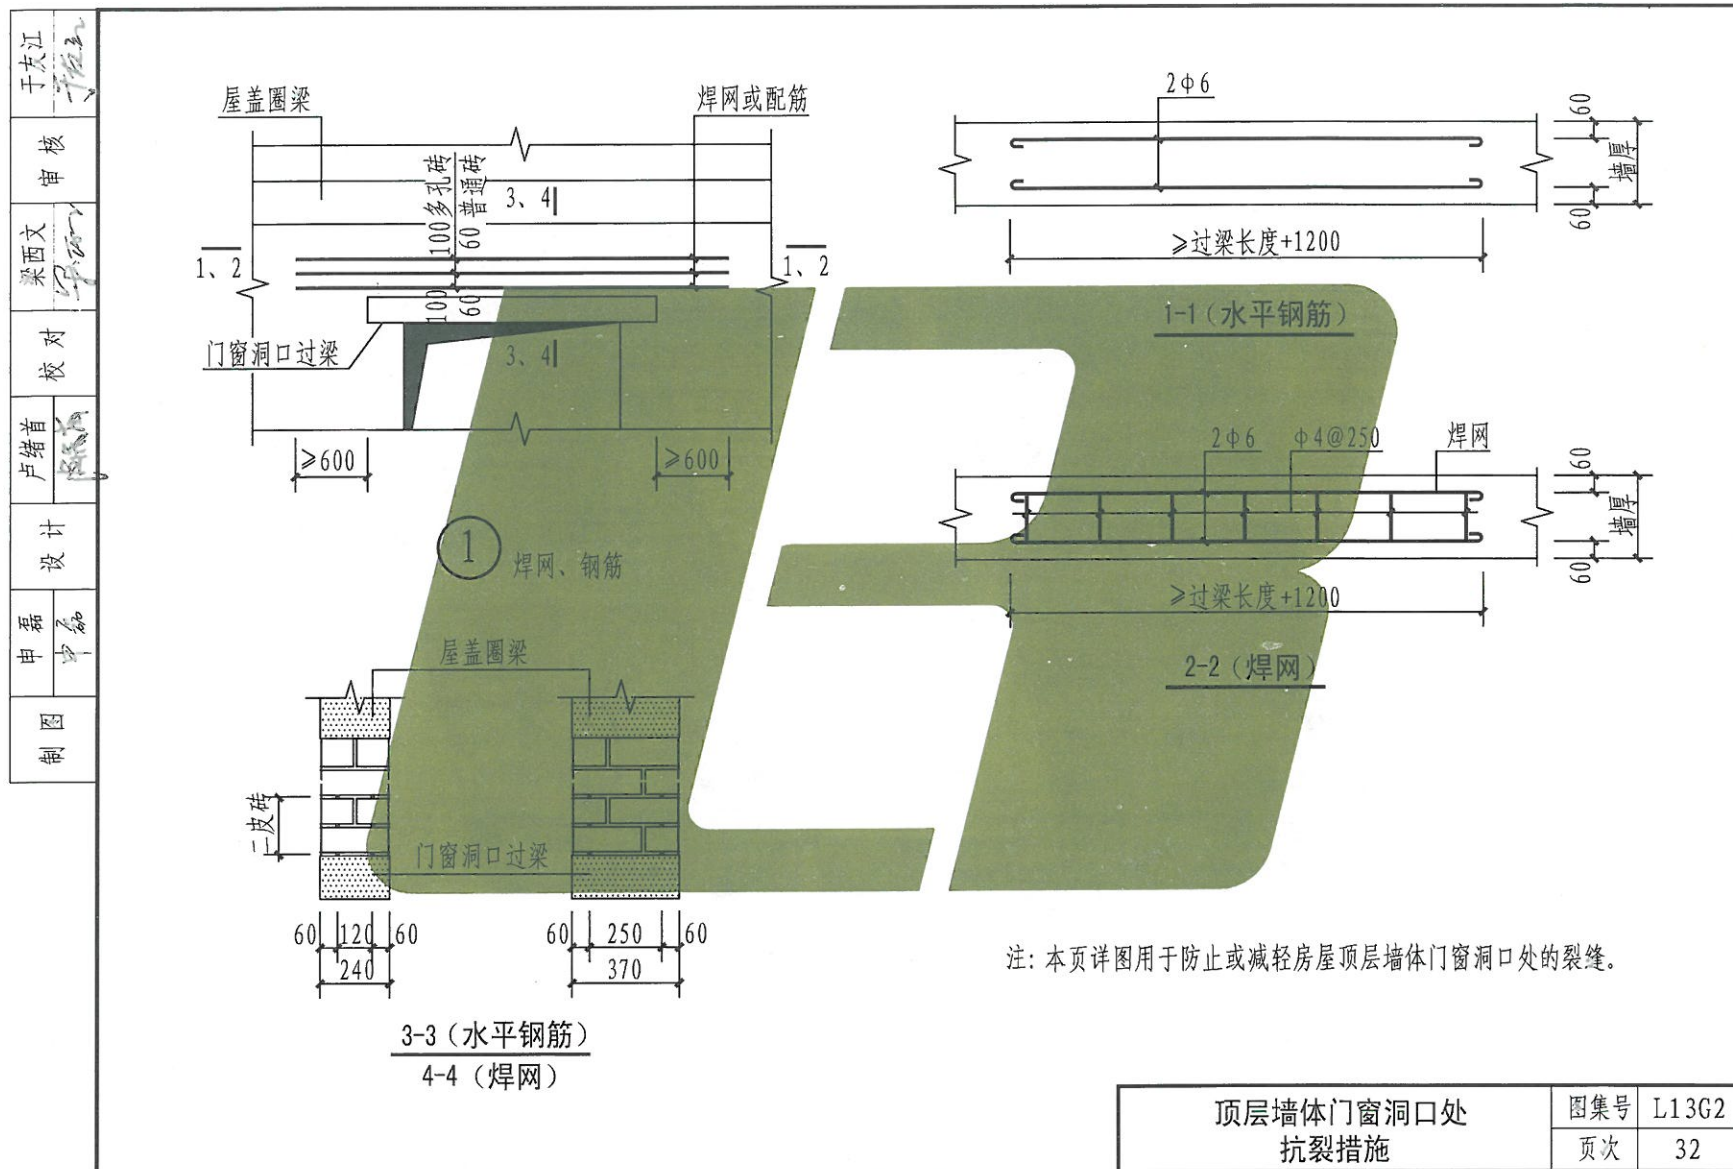 屋盖圈梁
焊网或配筋
100多孔砖
60普通砖
3、4
1、2
1、2
100
60
门窗洞口过梁
3、4
≥600
≥600
1
焊网、钢筋
2φ6
60
墙厚
60
≥过梁长度+1200
1-1（水平钢筋）
2φ6
φ4@250
焊网
60
墙厚
60
≥过梁长度+1200
2-2（焊网）
屋盖圈梁
二皮砖
门窗洞口过梁
60
120
60
240
60
250
60
370
3-3（水平钢筋）
4-4（焊网）
注：本页详图用于防止或减轻房屋顶层墙体门窗洞口处的裂缝。
顶层墙体门窗洞口处
抗裂措施
图集号
L13G2
页次
32
于友江
审核
梁西文
校对
卢绪首
设计
申磊
申磊
制图